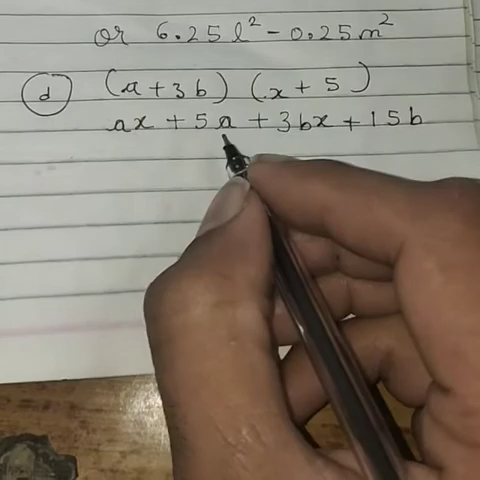 or 6.25l² - 0.25m²
(d) (a + 3b) (x + 5)
ax + 5a + 3bx + 15b